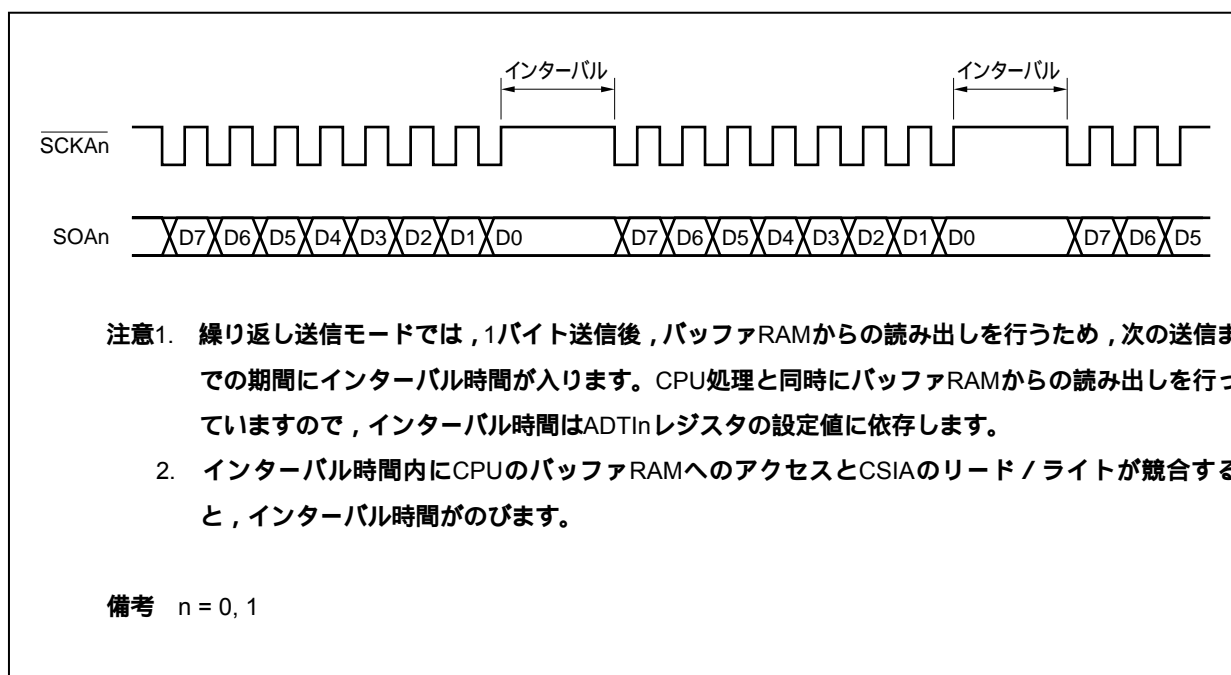 インターバル インターバル
SCKAn
SOAn D7 D6 D5 D4 D3 D2 D1 D0 D7 D6 D5 D4 D3 D2 D1 D0 D7 D6 D5
注意1. 繰り返し送信モードでは，1バイト送信後，バッファRAMからの読み出しを行うため，次の送信ま
での期間にインターバル時間が入ります。CPU処理と同時にバッファRAMからの読み出しを行っ
ていますので，インターバル時間はADTInレジスタの設定値に依存します。
2. インターバル時間内にCPUのバッファRAMへのアクセスとCSIAのリード／ライトが競合する
と，インターバル時間がのびます。
備考 n = 0, 1